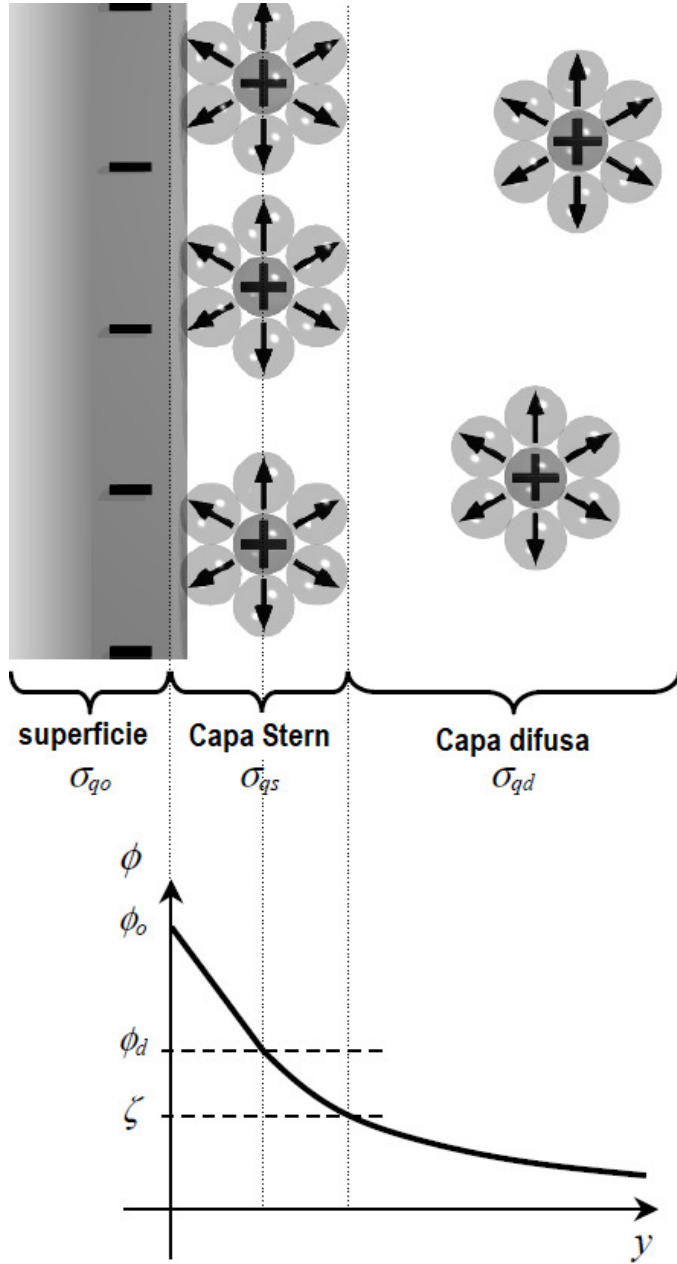 superficie Capa Stern Capa difusa
σqo σqs σqd
ϕ
ϕo
ϕd
ζ
y